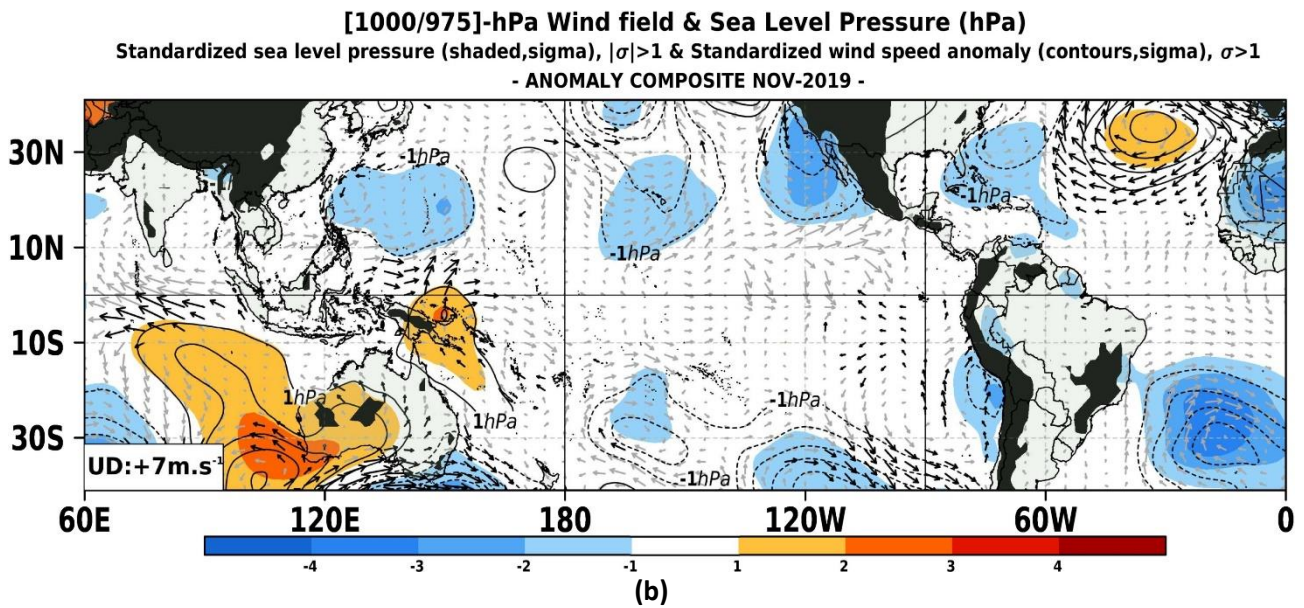 [1000/975]-hPa Wind field & Sea Level Pressure (hPa)
Standardized sea level pressure (shaded,sigma), |σ|>1 & Standardized wind speed anomaly (contours,sigma), σ>1
- ANOMALY COMPOSITE NOV-2019 -
30N
-1hPa
-1hPa
10N
-1hPa
10S
1hPa
-1hPa
1hPa
30S
UD:+7m.s⁻¹
-1hPa
60E
120E
180
120W
60W
0
-4
-3
-2
-1
1
2
3
4
(b)